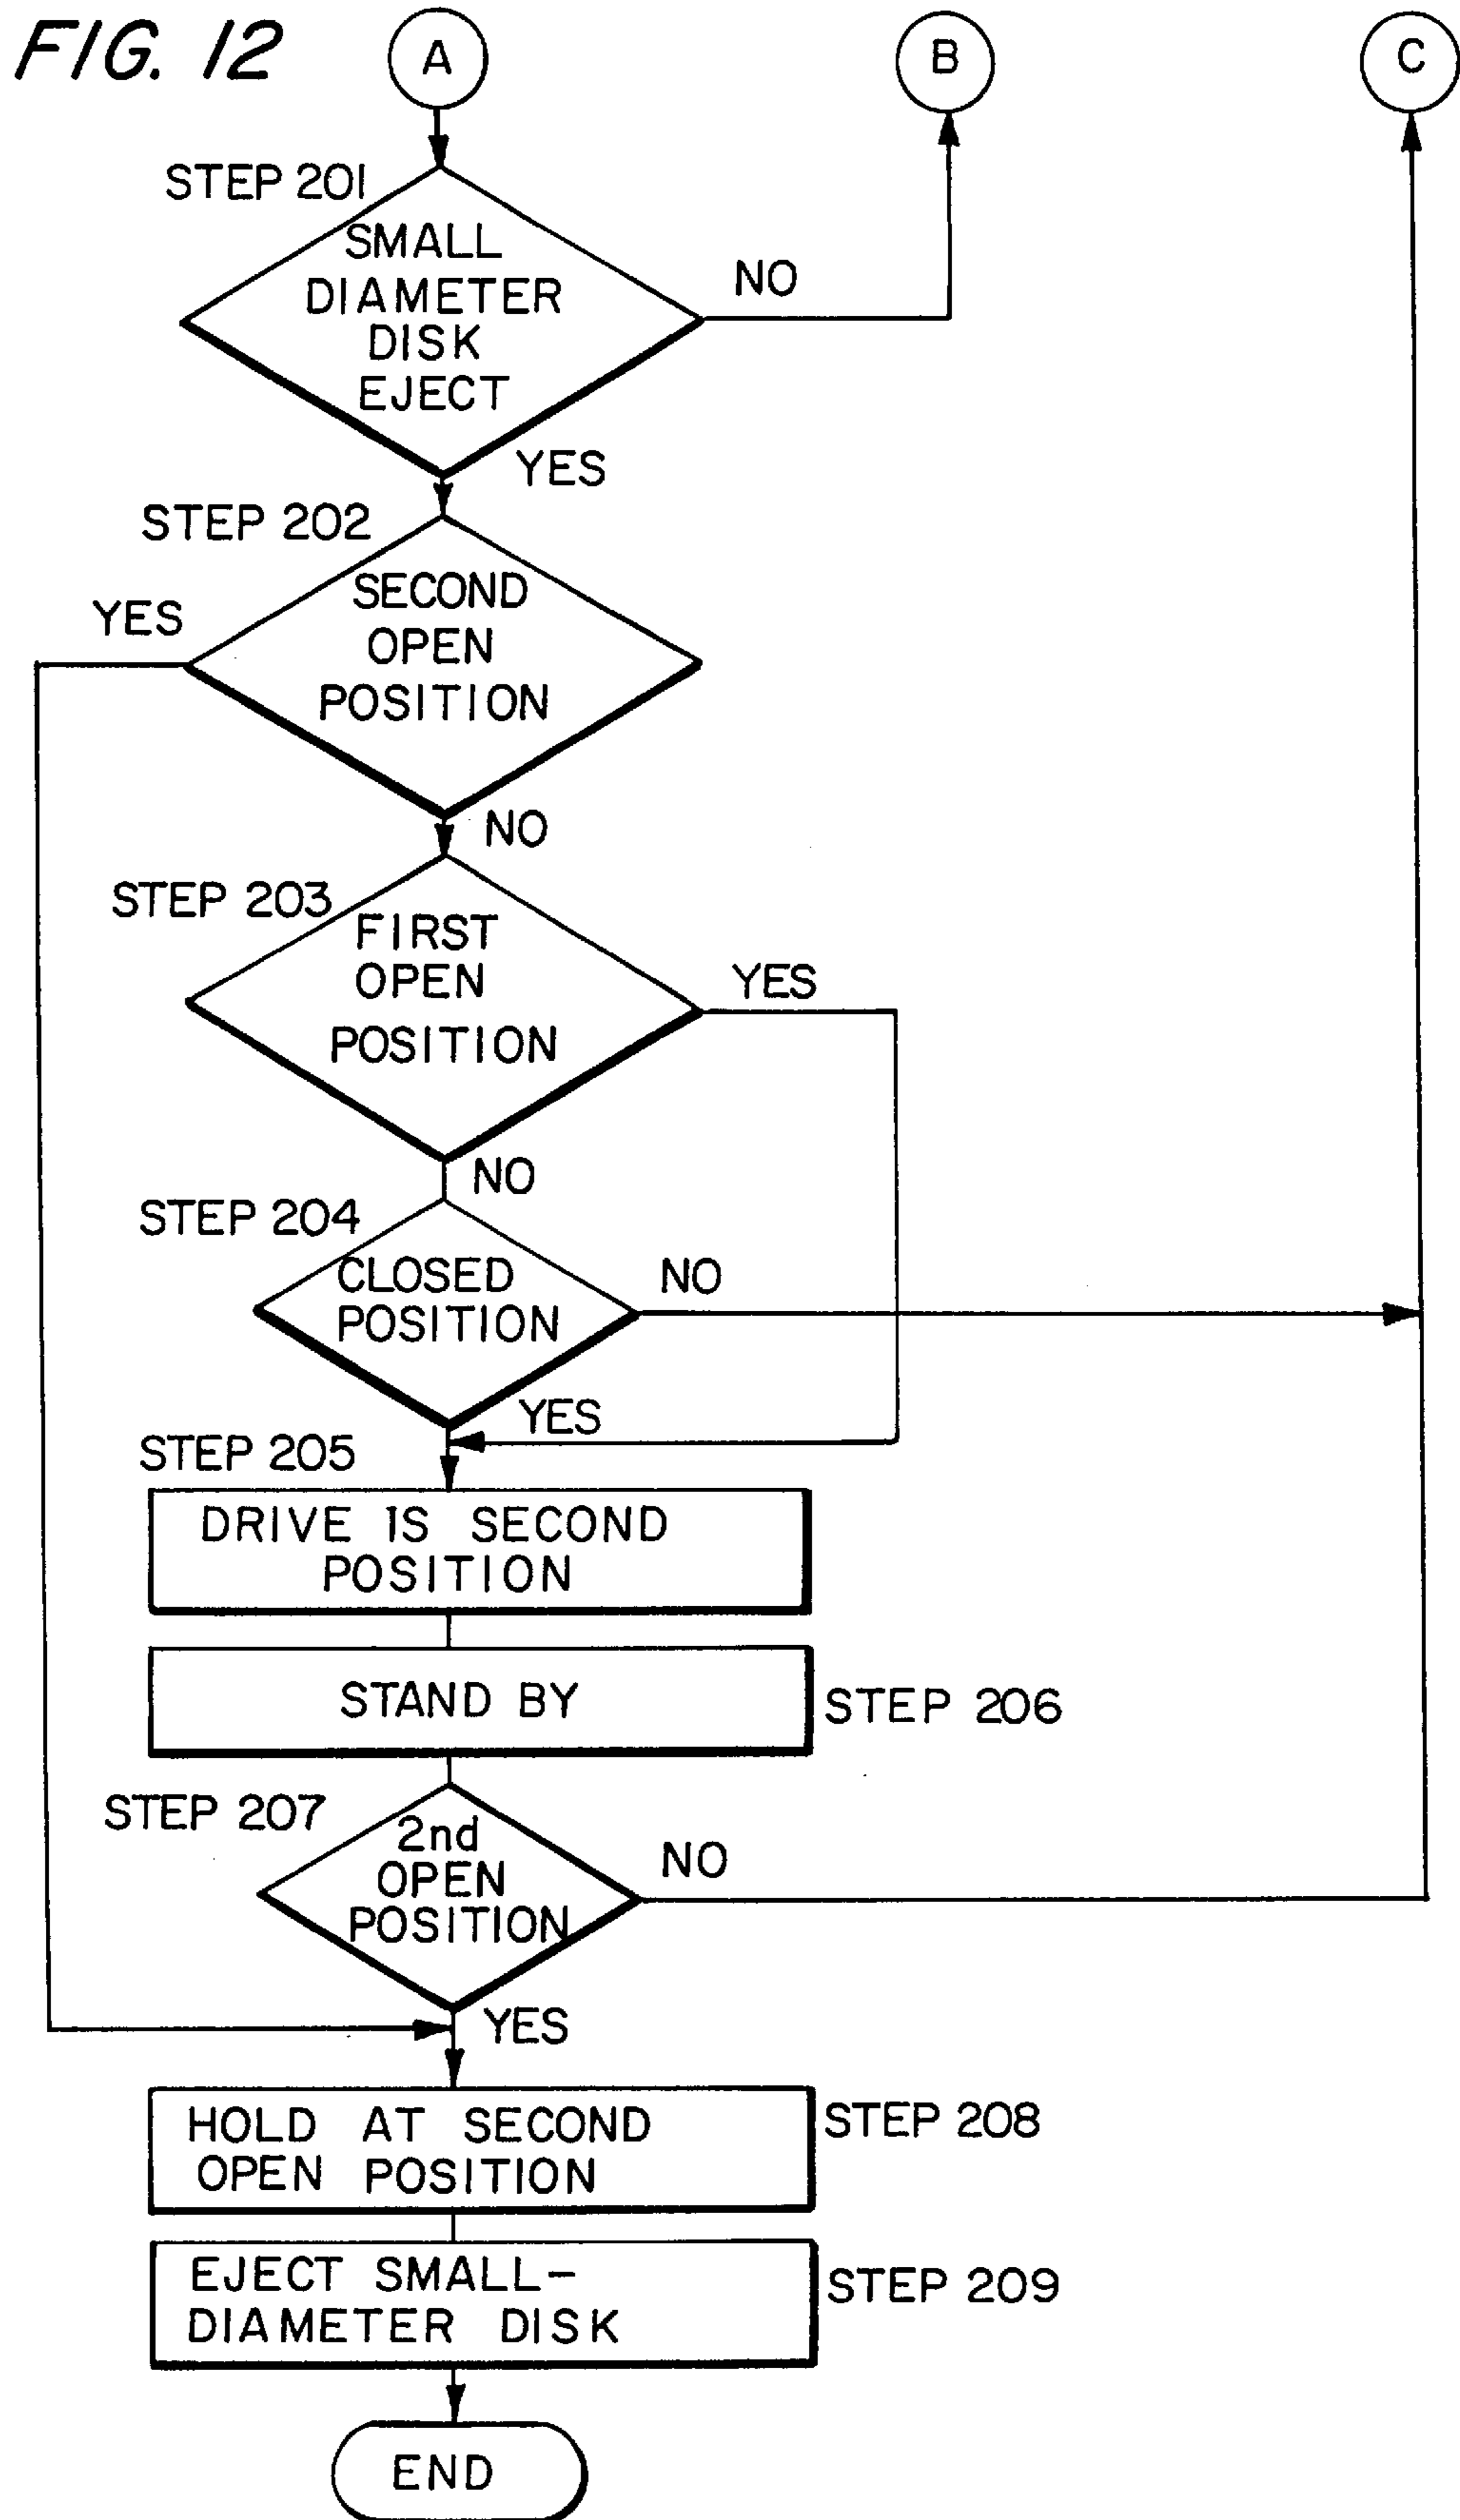 FIG. 12
A
B
C
STEP 201
SMALL
DIAMETER
DISK
EJECT
NO
YES
STEP 202
SECOND
OPEN
POSITION
YES
NO
STEP 203
FIRST
OPEN
POSITION
YES
NO
STEP 204
CLOSED
POSITION
NO
YES
STEP 205
DRIVE IS SECOND
POSITION
STAND BY
STEP 206
STEP 207
2nd
OPEN
POSITION
NO
YES
HOLD AT SECOND
OPEN POSITION
STEP 208
EJECT SMALL-
DIAMETER DISK
STEP 209
END